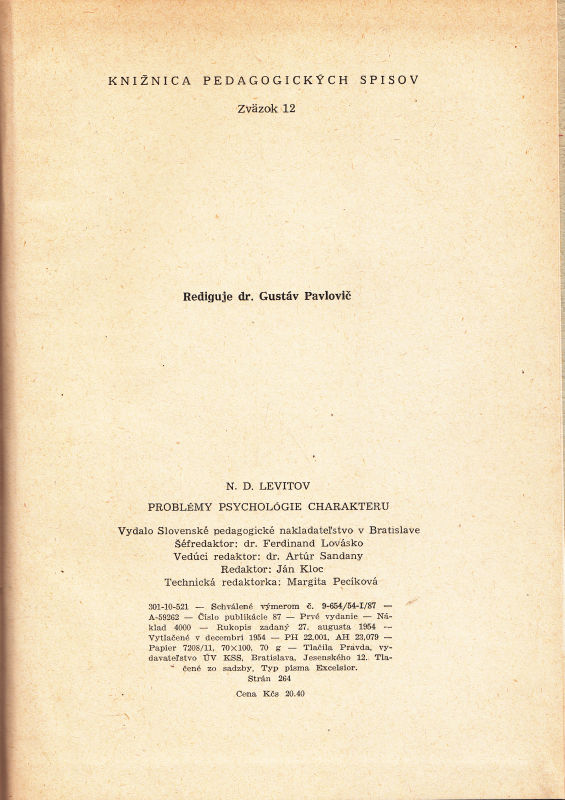 KNIŽNICA PEDAGOGICKÝCH SPISOV
Zväzok 12
Rediguje dr. Gustáv Pavlovič
N. D. LEVITOV
PROBLÉMY PSYCHOLÓGIE CHARAKTERU
Vydalo Slovenské pedagogické nakladateľstvo v Bratislave
Šéfredaktor: dr. Ferdinand Lovásko
Vedúci redaktor: dr. Artúr Sandany
Redaktor: Ján Kloc
Technická redaktorka: Margita Pecíková
301-10-521 — Schválené výmerom č. 9-654/54-I/87 —
A-59262 — Číslo publikácie 87 — Prvé vydanie — Ná-
klad 4000 — Rukopis zadaný 27. augusta 1954 —
Vytlačené v decembri 1954 — PH 22,001, AH 23,079 —
Papier 7208/11, 70×100, 70 g — Tlačila Pravda, vy-
davateľstvo ÚV KSS, Bratislava, Jesenského 12. Tla-
čené zo sadzby, Typ písma Excelsior.
Strán 264
Cena Kčs 20.40